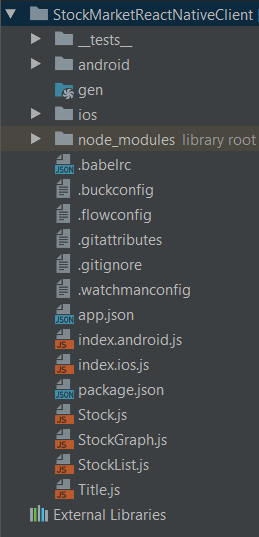 StockMarketReactNativeClient
__tests__
android
gen
ios
node_modules library root
.babelrc
.buckconfig
.flowconfig
.gitattributes
.gitignore
.watchmanconfig
app.json
index.android.js
index.ios.js
package.json
Stock.js
StockGraph.js
StockList.js
Title.js
External Libraries